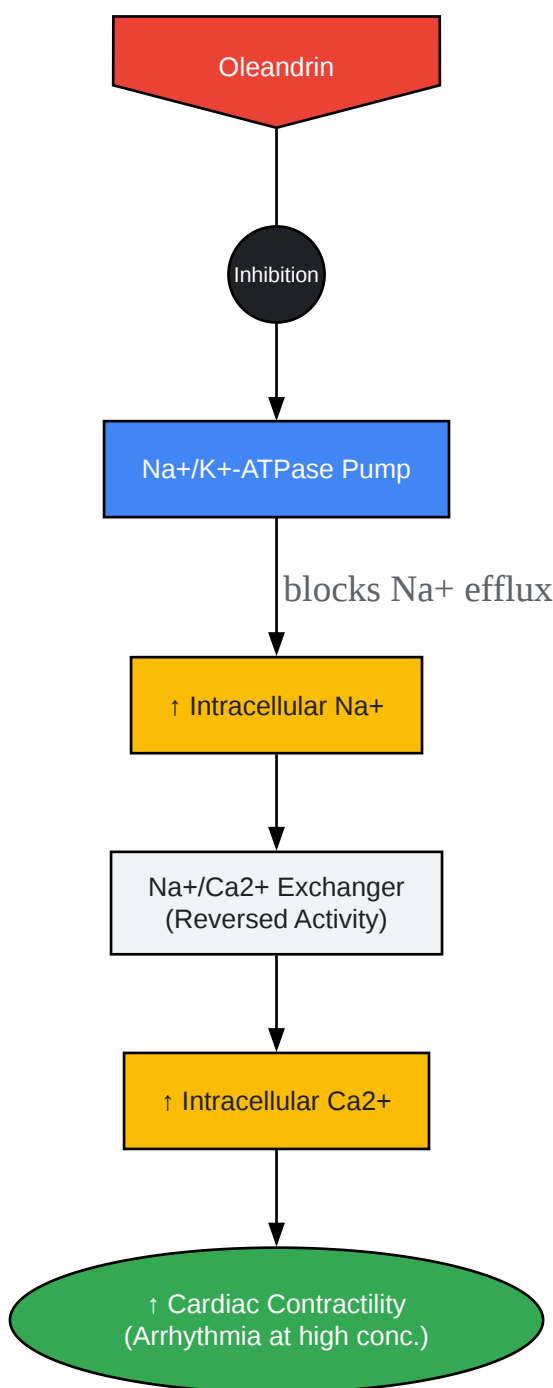 Oleandrin
Inhibition
Na+/K+-ATPase Pump
blocks Na+ efflux
↑ Intracellular Na+
Na+/Ca2+ Exchanger
(Reversed Activity)
↑ Intracellular Ca2+
↑ Cardiac Contractility
(Arrhythmia at high conc.)